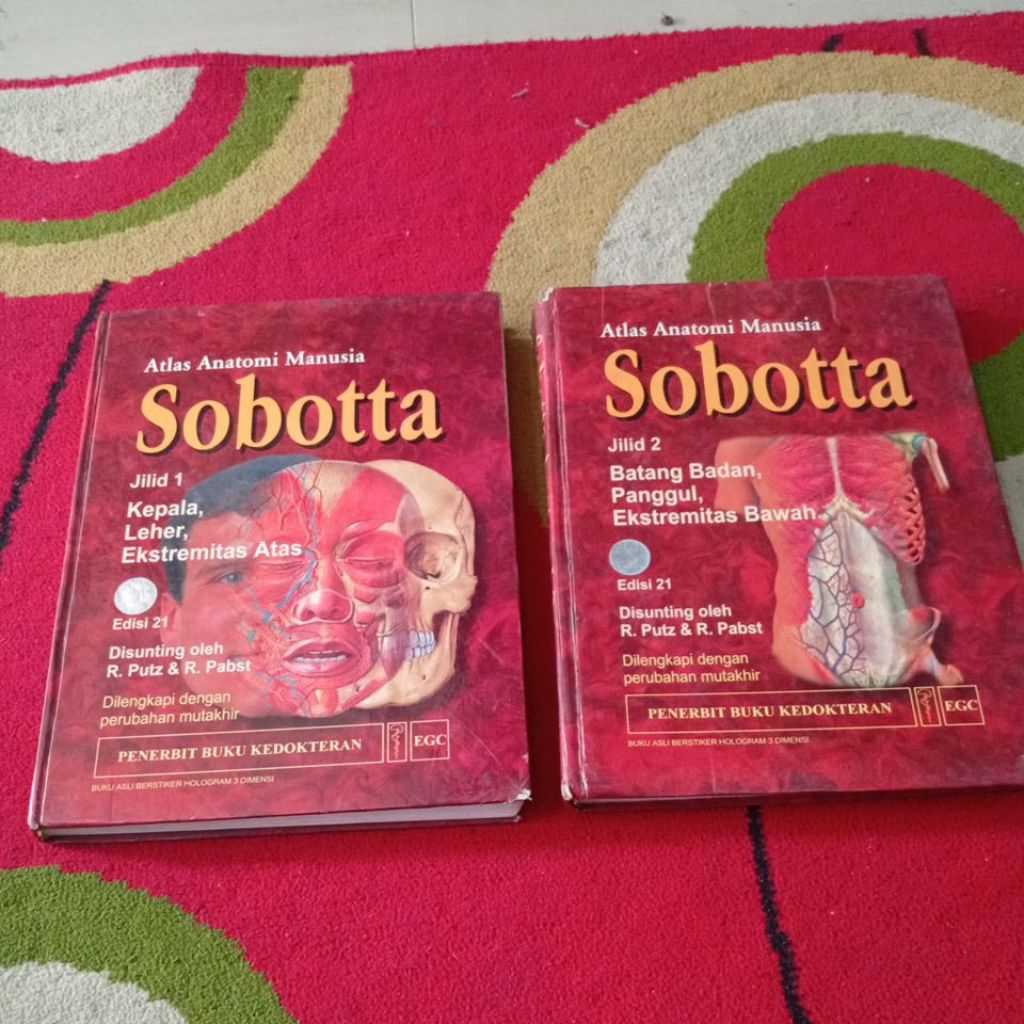 Atlas Anatomi Manusia
Sobotta
Jilid 1
Kepala,
Leher,
Ekstremitas Atas
Edisi 21
Disunting oleh
R. Putz & R. Pabst
Dilengkapi dengan
perubahan mutakhir
PENERBIT BUKU KEDOKTERAN
EGC
BUKU ASLI BERSTIKER HOLOGRAM 3 DIMENSI
Atlas Anatomi Manusia
Sobotta
Jilid 2
Batang Badan,
Panggul,
Ekstremitas Bawah
Edisi 21
Disunting oleh
R. Putz & R. Pabst
Dilengkapi dengan
perubahan mutakhir
PENERBIT BUKU KEDOKTERAN
EGC
BUKU ASLI BERSTIKER HOLOGRAM 3 DIMENSI